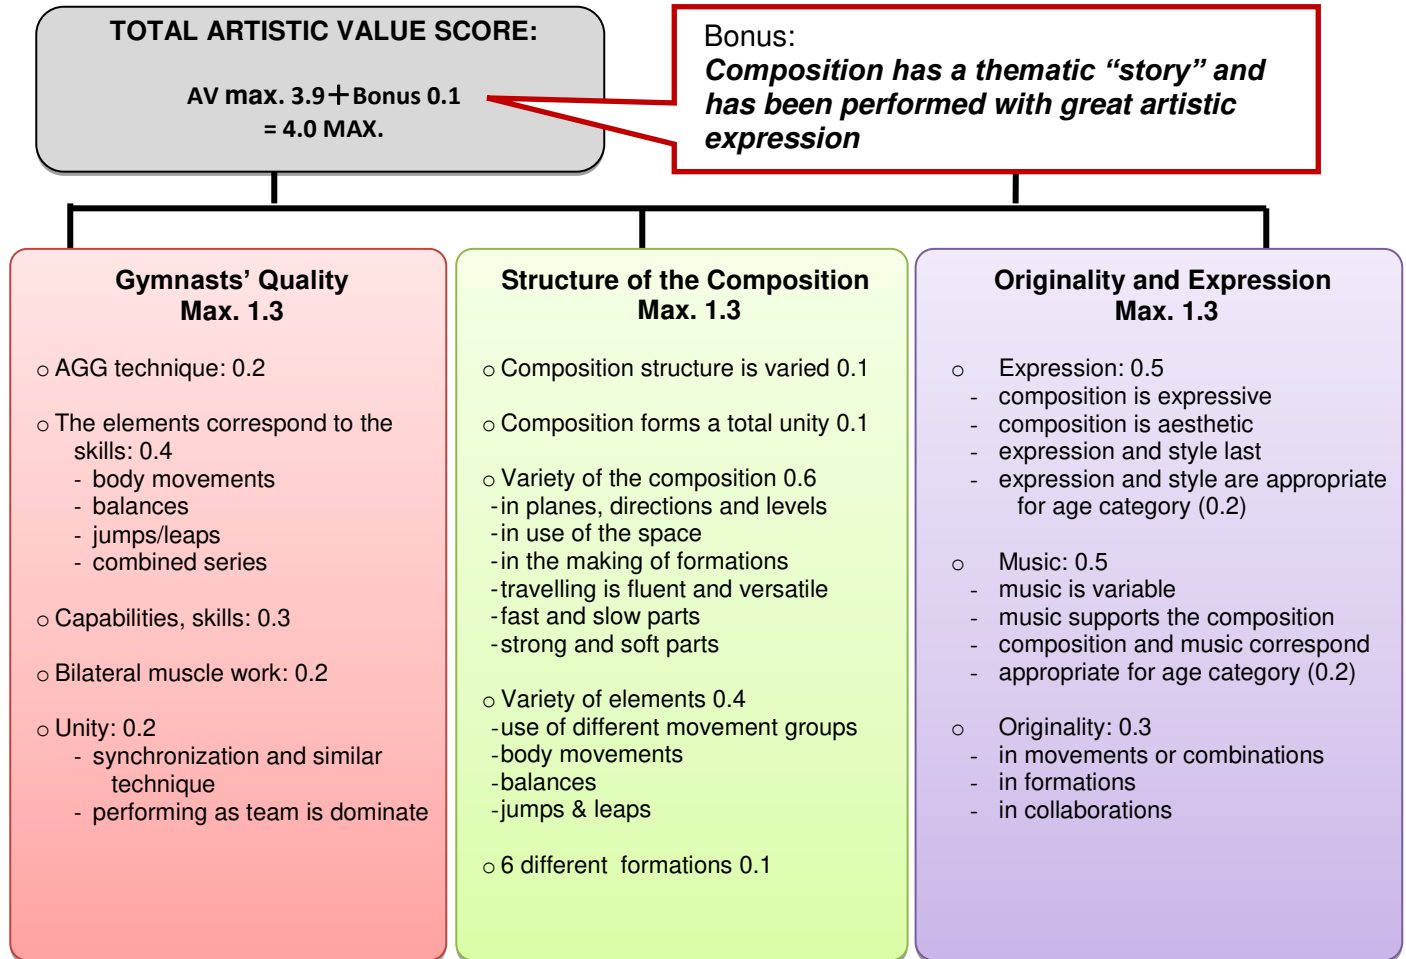 TOTAL ARTISTIC VALUE SCORE:
AV max. 3.9+Bonus 0.1
= 4.0 MAX.
Bonus:
Composition has a thematic “story” and
has been performed with great artistic
expression
Gymnasts’ Quality
Max. 1.3
o AGG technique: 0.2
o The elements correspond to the
skills: 0.4
- body movements
- balances
- jumps/leaps
- combined series
o Capabilities, skills: 0.3
o Bilateral muscle work: 0.2
o Unity: 0.2
- synchronization and similar
technique
- performing as team is dominate
Structure of the Composition
Max. 1.3
o Composition structure is varied 0.1
o Composition forms a total unity 0.1
o Variety of the composition 0.6
-in planes, directions and levels
-in use of the space
-in the making of formations
-travelling is fluent and versatile
-fast and slow parts
-strong and soft parts
o Variety of elements 0.4
-use of different movement groups
-body movements
-balances
-jumps & leaps
o 6 different formations 0.1
Originality and Expression
Max. 1.3
o Expression: 0.5
- composition is expressive
- composition is aesthetic
- expression and style last
- expression and style are appropriate
for age category (0.2)
o Music: 0.5
- music is variable
- music supports the composition
- composition and music correspond
- appropriate for age category (0.2)
o Originality: 0.3
- in movements or combinations
- in formations
- in collaborations